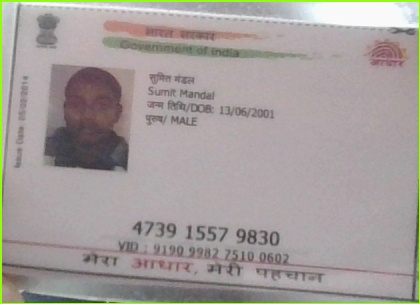 भारत सरकार
Government of India
आधार
Issue Date: 05/02/2014
सुमित मंडल
Sumit Mandal
जन्म तिथि/DOB: 13/06/2001
पुरुष/ MALE
4739 1557 9830
VID : 9190 9982 7510 0602
मेरा आधार, मेरी पहचान